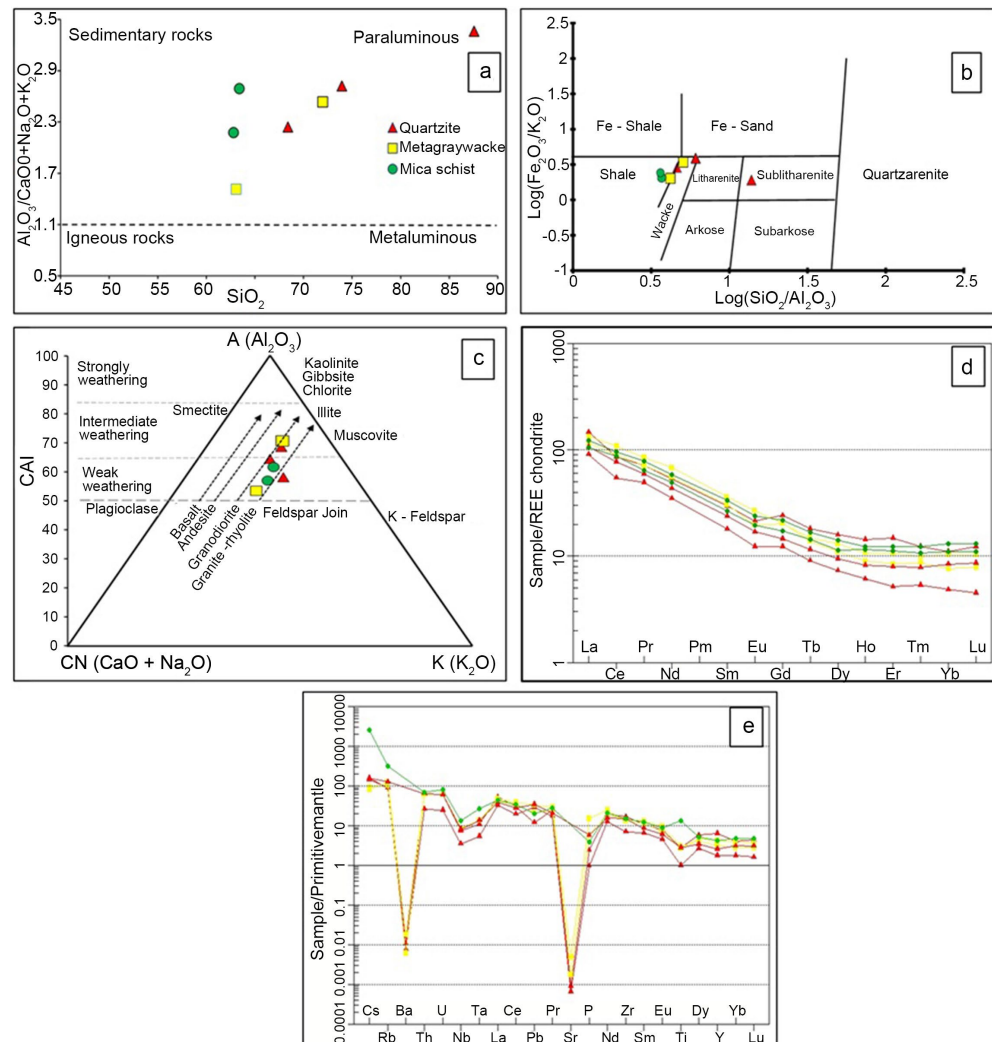 a
Sedimentary rocks
Paraluminous
Quartzite
Metagraywacke
Mica schist
Igneous rocks
Metaluminous
Al2O3/CaO0+Na2O+K2O
3.5
2.9
2.3
1.7
1.1
0.5
45
55
60
65
70
75
80
85
90
SiO2
b
Fe - Shale
Fe - Sand
Shale
Litharenite
Sublitharenite
Quartzarenite
Wacke
Arkose
Subarkose
Log(Fe2O3/K2O)
2.5
2
1.5
1
0.5
0
-0.5
-1
0
0.5
1.0
1.5
2
2.5
Log(SiO2/Al2O3)
c
A (Al2O3)
Strongly
weathering
Kaolinite
Gibbsite
Chlorite
Smectite
Illite
Intermediate
weathering
Muscovite
Weak
weathering
Plagioclase
Basalt
Andesite
Granodiorite
Granite -rhyolite
Feldspar Join
K - Feldspar
CAI
100
90
80
70
60
50
40
30
20
10
0
CN (CaO + Na2O)
K (K2O)
d
Sample/REE chondrite
1000
100
10
1
La
Pr
Pm
Eu
Tb
Ho
Tm
Lu
Ce
Nd
Sm
Gd
Dy
Er
Yb
e
Sample/Primitivemantle
1000
1000
100
10
1
0.1
0.01
0.001
0.0001
Cs
Ba
U
Ta
Ce
Pr
P
Zr
Eu
Dy
Yb
Rb
Th
Nb
La
Pb
Sr
Nd
Sm
Ti
Y
Lu